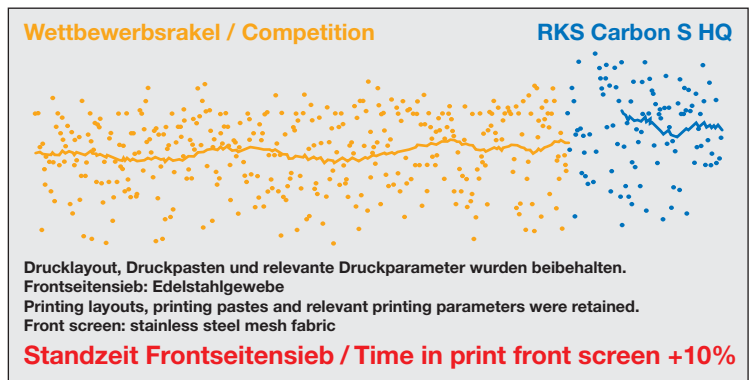 Wettbewerbsrakel / Competition RKS Carbon S HQ
Drucklayout, Druckpasten und relevante Druckparameter wurden beibehalten.
Frontseitensieb: Edelstahlgewebe
Printing layouts, printing pastes and relevant printing parameters were retained.
Front screen: stainless steel mesh fabric
Standzeit Frontseitensieb / Time in print front screen +10%